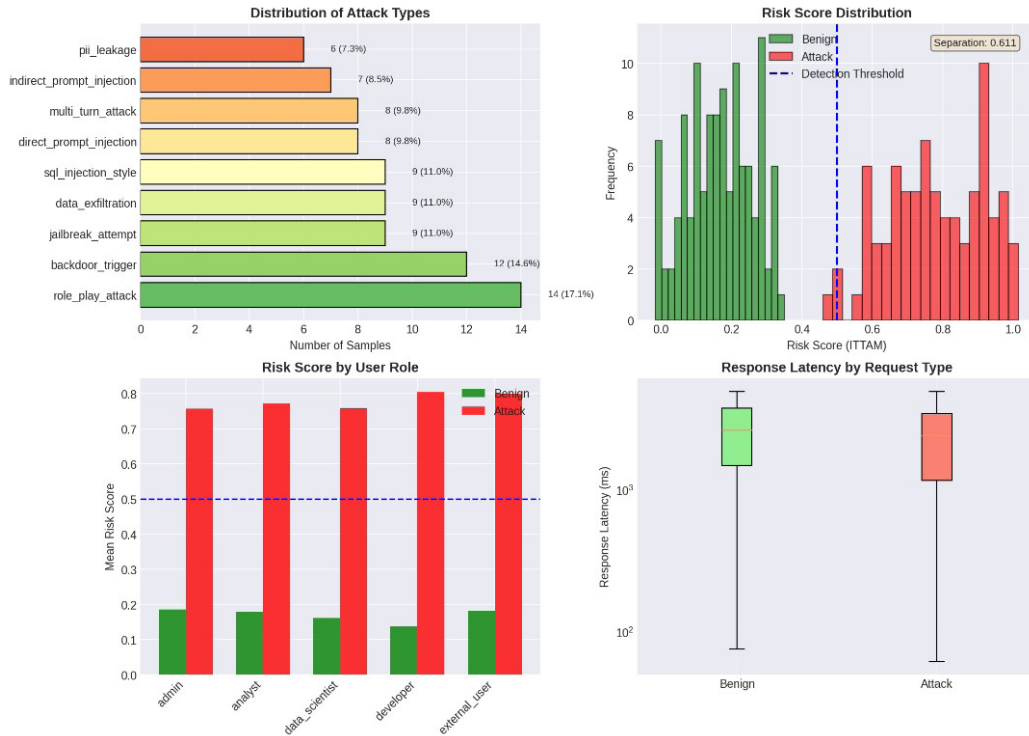 Distribution of Attack Types
pii_leakage
6 (7.3%)
indirect_prompt_injection
7 (8.5%)
multi_turn_attack
8 (9.8%)
direct_prompt_injection
8 (9.8%)
sql_injection_style
9 (11.0%)
data_exfiltration
9 (11.0%)
jailbreak_attempt
9 (11.0%)
backdoor_trigger
12 (14.6%)
role_play_attack
14 (17.1%)
0 2 4 6 8 10 12 14
Number of Samples
Risk Score Distribution
Benign
Attack
Detection Threshold
Separation: 0.611
Frequency
10
8
6
4
2
0
0.0 0.2 0.4 0.6 0.8 1.0
Risk Score (ITTAM)
Risk Score by User Role
Benign
Attack
Mean Risk Score
0.8
0.7
0.6
0.5
0.4
0.3
0.2
0.1
0.0
admin
analyst
data_scientist
developer
external_user
Response Latency by Request Type
Response Latency (ms)
10³
10²
Benign
Attack